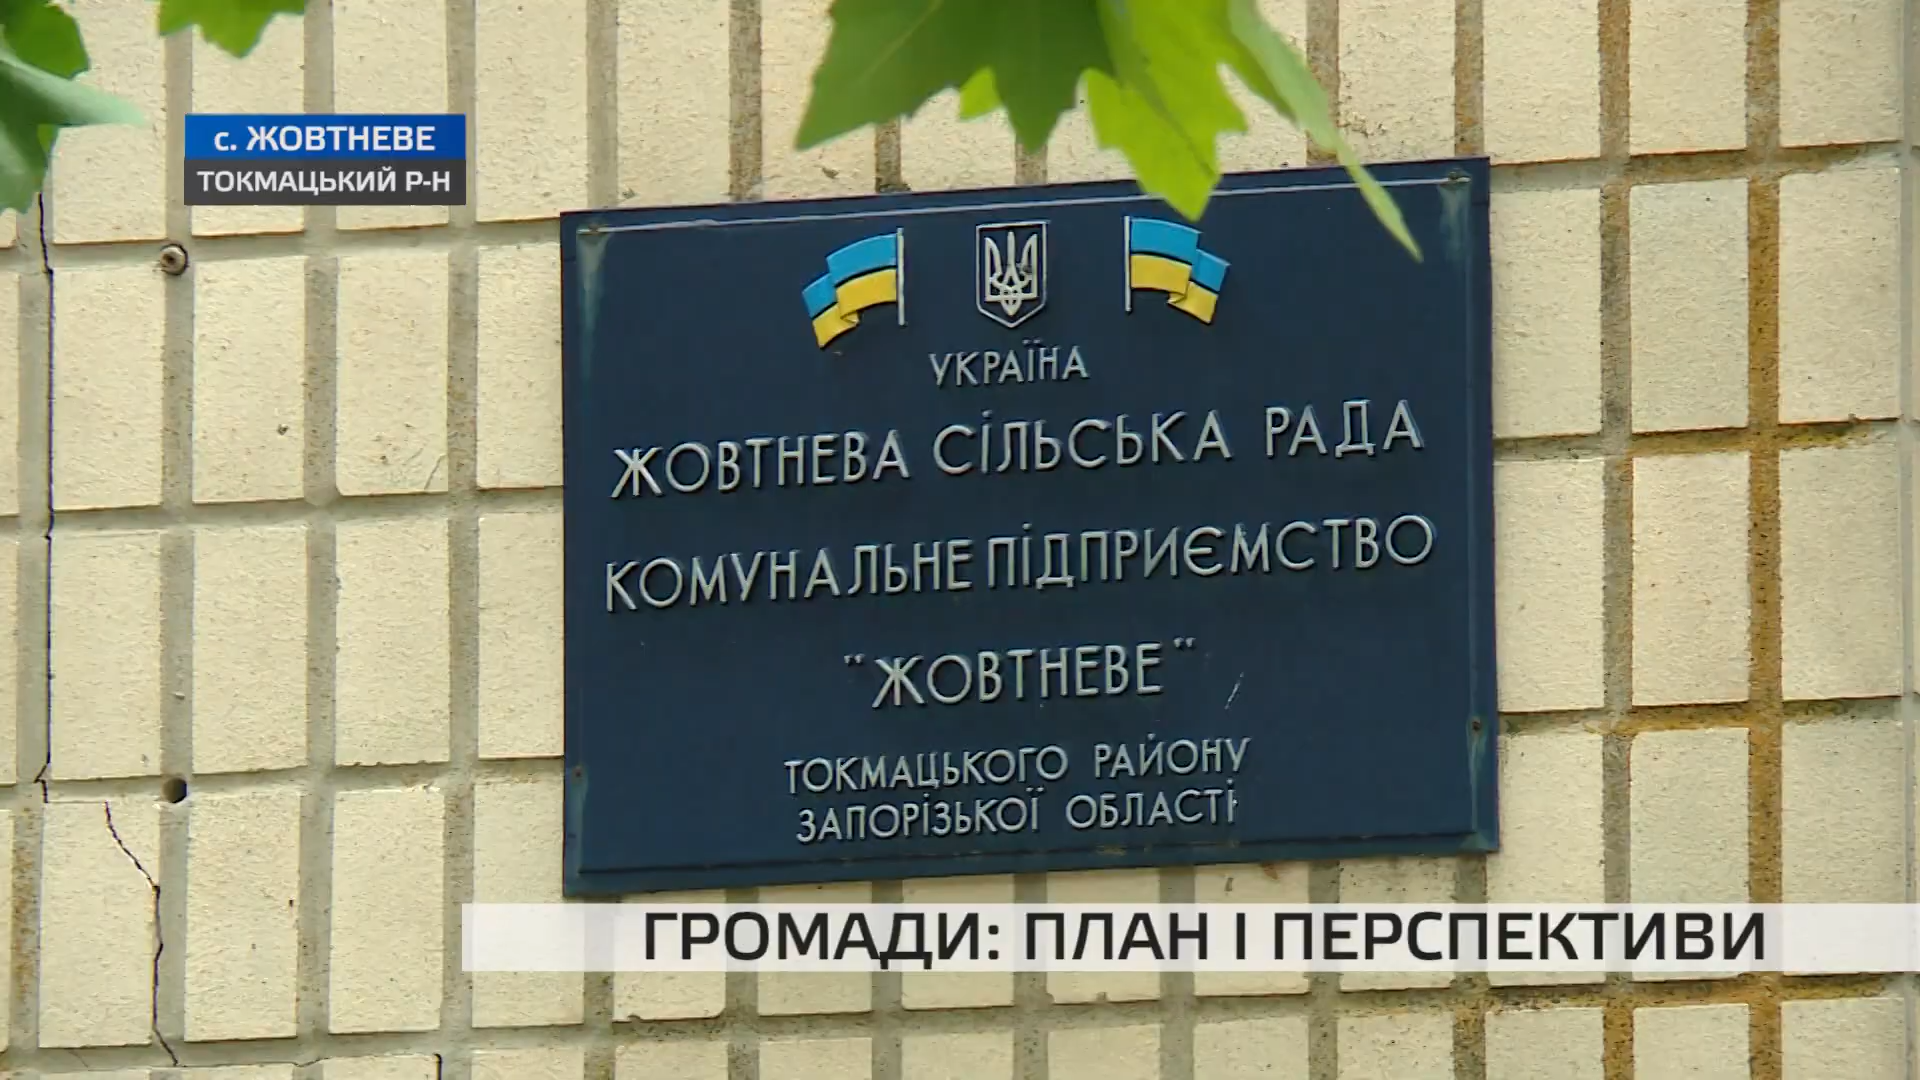 с. ЖОВТНЕВЕ
ТОКМАЦЬКИЙ Р-Н
УКРАЇНА
ЖОВТНЕВА СІЛЬСЬКА РАДА
КОМУНАЛЬНЕ ПІДПРИЄМСТВО
"ЖОВТНЕВЕ"
ТОКМАЦЬКОГО РАЙОНУ
ЗАПОРІЗЬКОЇ ОБЛАСТІ
ГРОМАДИ: ПЛАН І ПЕРСПЕКТИВИ